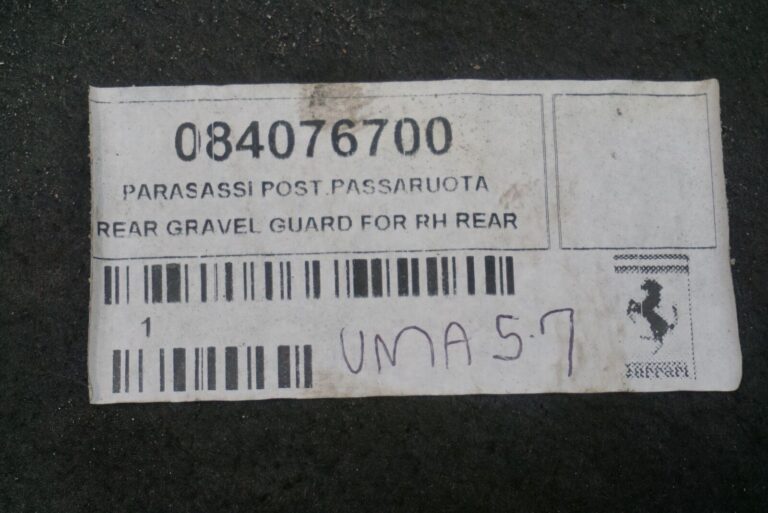 084076700
PARASASSI POST.PASSARUOTA
REAR GRAVEL GUARD FOR RH REAR
1
UMA 5.7
Ferrari